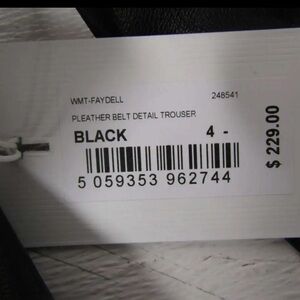 WMT-FAYDELL 248541
PLEATHER BELT DETAIL TROUSER
BLACK 4 -
5 059353 962744
$ 229.00